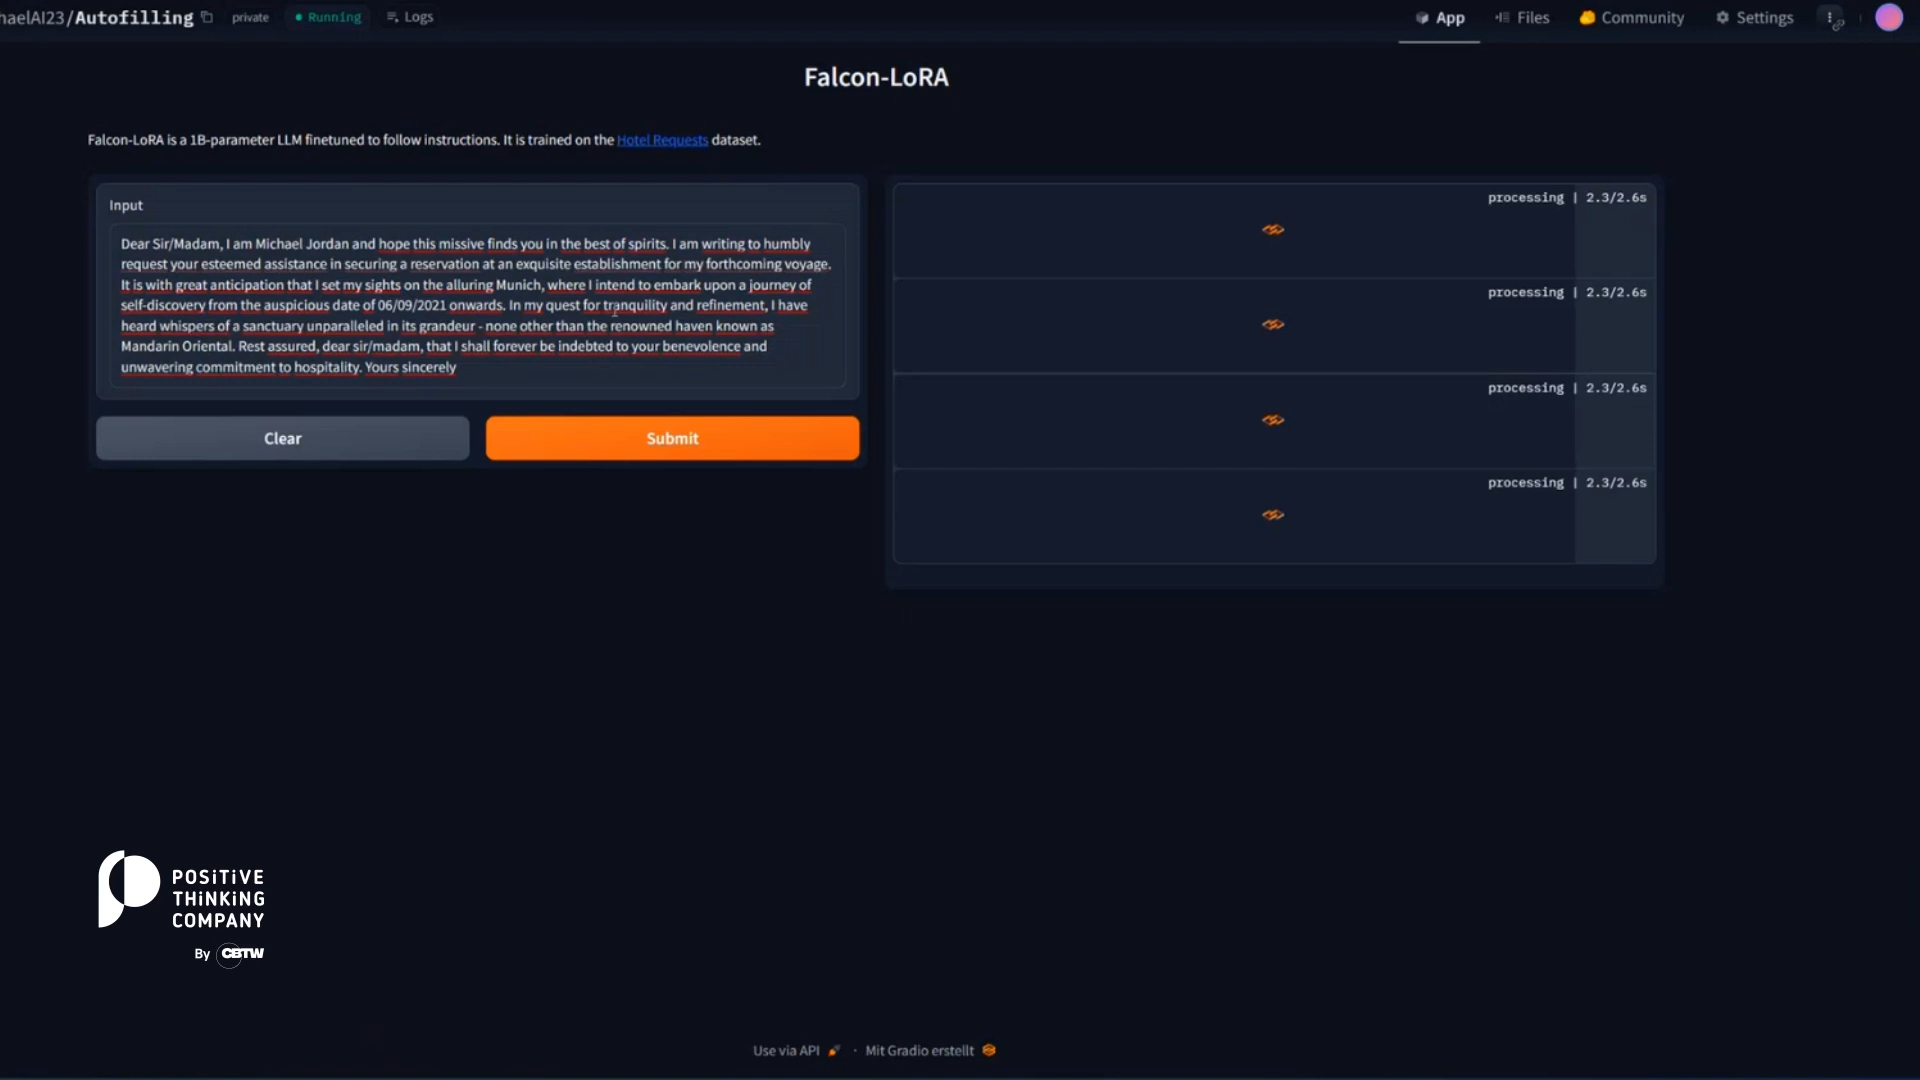 haelAI23/Autofilling private Running Logs App Files Community Settings
Falcon-LoRA
Falcon-LoRA is a 1B-parameter LLM finetuned to follow instructions. It is trained on the Hotel Requests dataset.
Input
Dear Sir/Madam, I am Michael Jordan and hope this missive finds you in the best of spirits. I am writing to humbly
request your esteemed assistance in securing a reservation at an exquisite establishment for my forthcoming voyage.
It is with great anticipation that I set my sights on the alluring Munich, where I intend to embark upon a journey of
self-discovery from the auspicious date of 06/09/2021 onwards. In my quest for tranquility and refinement, I have
heard whispers of a sanctuary unparalleled in its grandeur - none other than the renowned haven known as
Mandarin Oriental. Rest assured, dear sir/madam, that I shall forever be indebted to your benevolence and
unwavering commitment to hospitality. Yours sincerely
Clear
Submit
processing | 2.3/2.6s
processing | 2.3/2.6s
processing | 2.3/2.6s
processing | 2.3/2.6s
POSiTiVE
THiNKiNG
COMPANY
By CBTW
Use via API · Mit Gradio erstellt